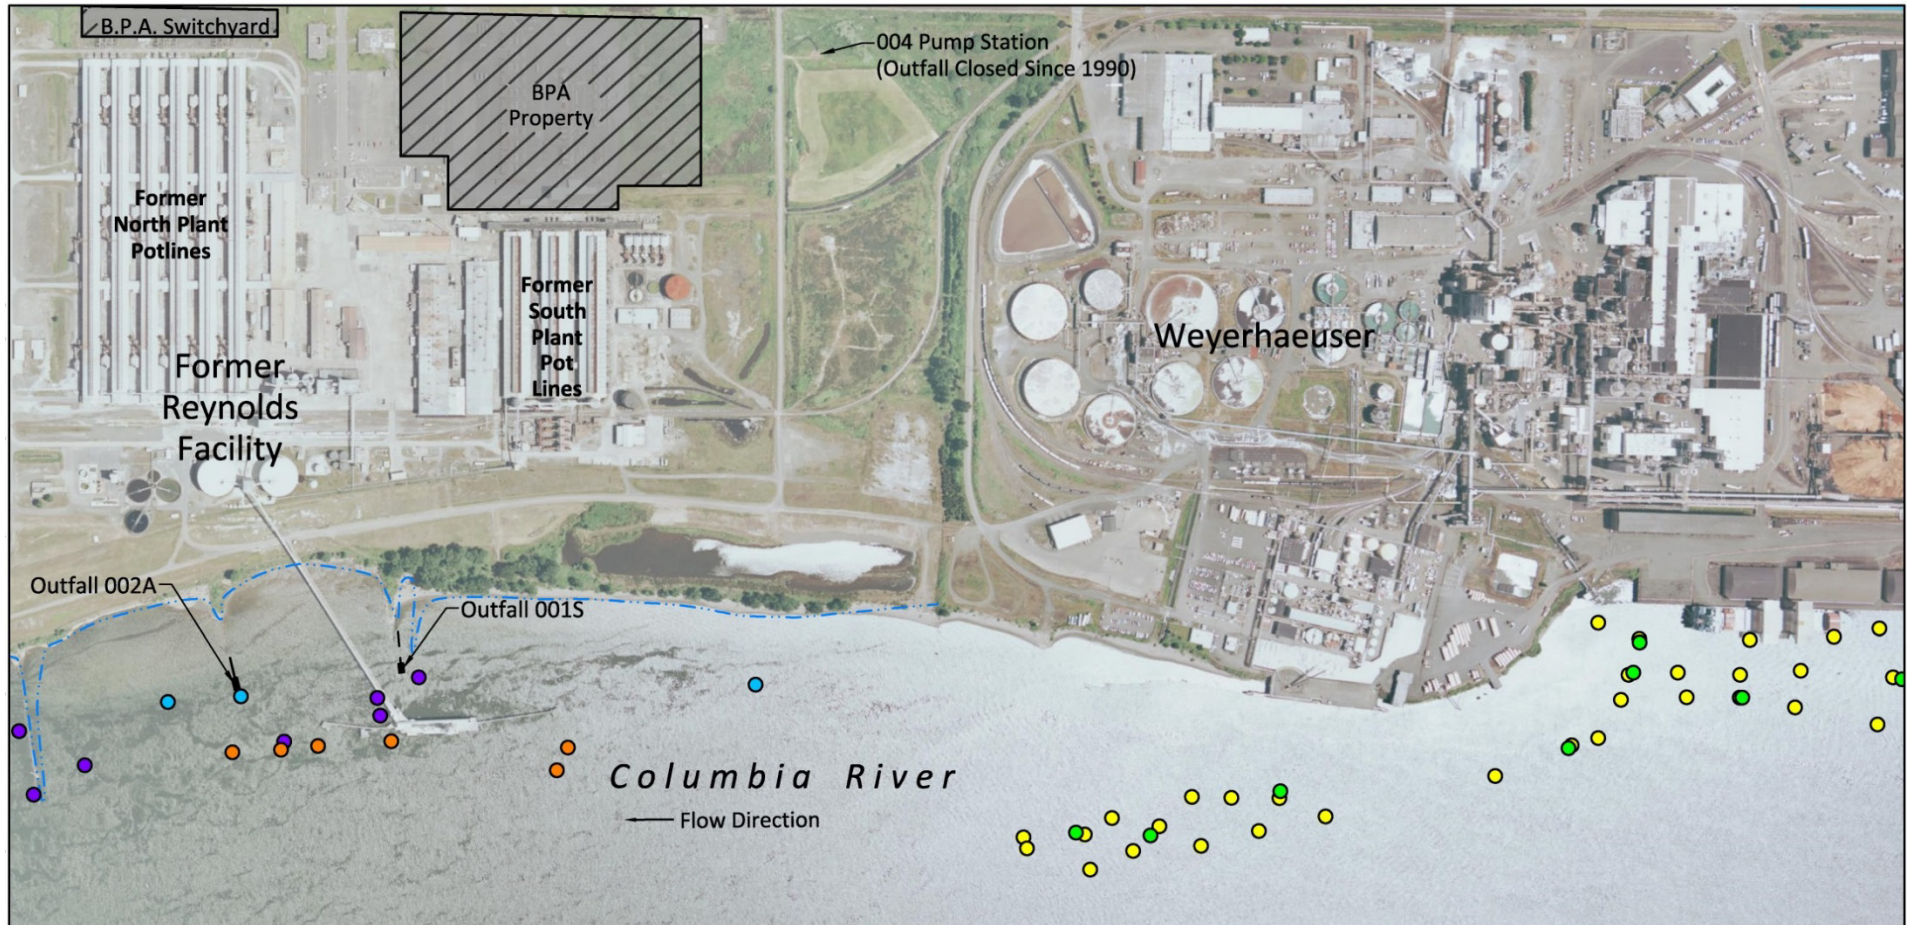 B.P.A. Switchyard
004 Pump Station
(Outfall Closed Since 1990)
BPA
Property
Former
North Plant
Potlines
Former
South
Plant
Pot
Lines
Weyerhaeuser
Former
Reynolds
Facility
Outfall 002A
Outfall 001S
Columbia River
Flow Direction